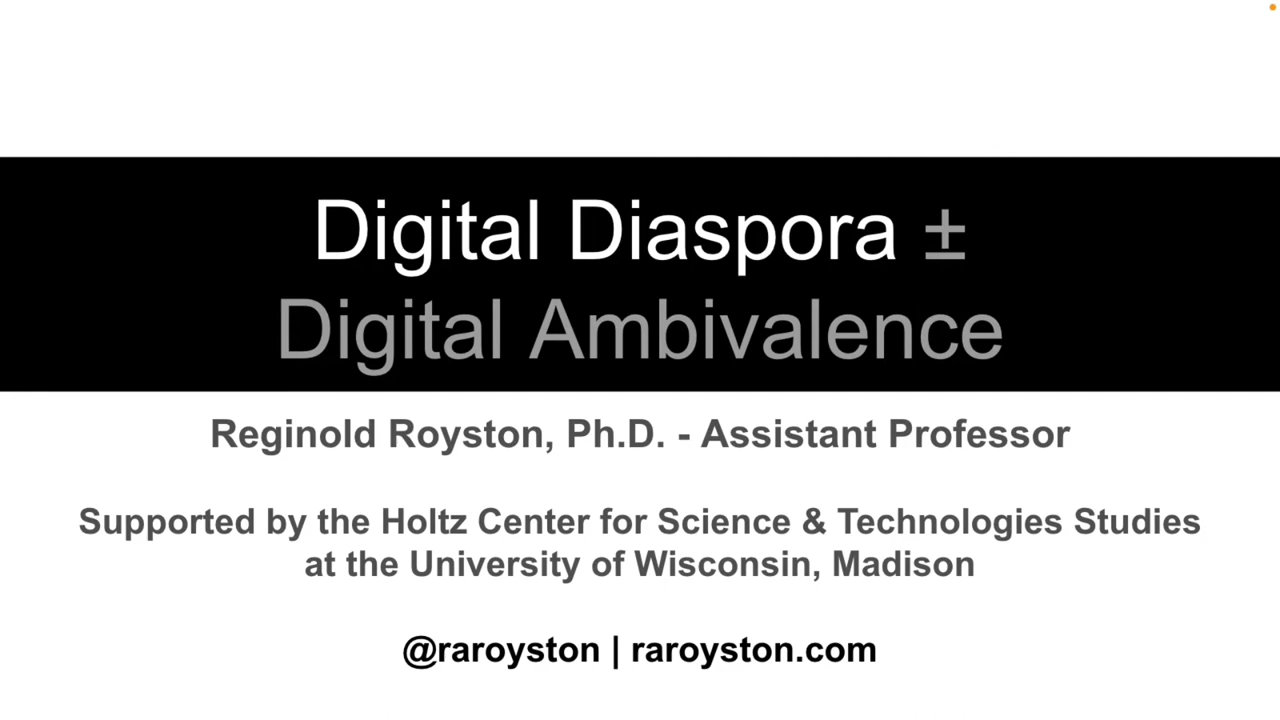 Digital Diaspora ±
Digital Ambivalence
Reginold Royston, Ph.D. - Assistant Professor
Supported by the Holtz Center for Science & Technologies Studies
at the University of Wisconsin, Madison
@raroyston | raroyston.com